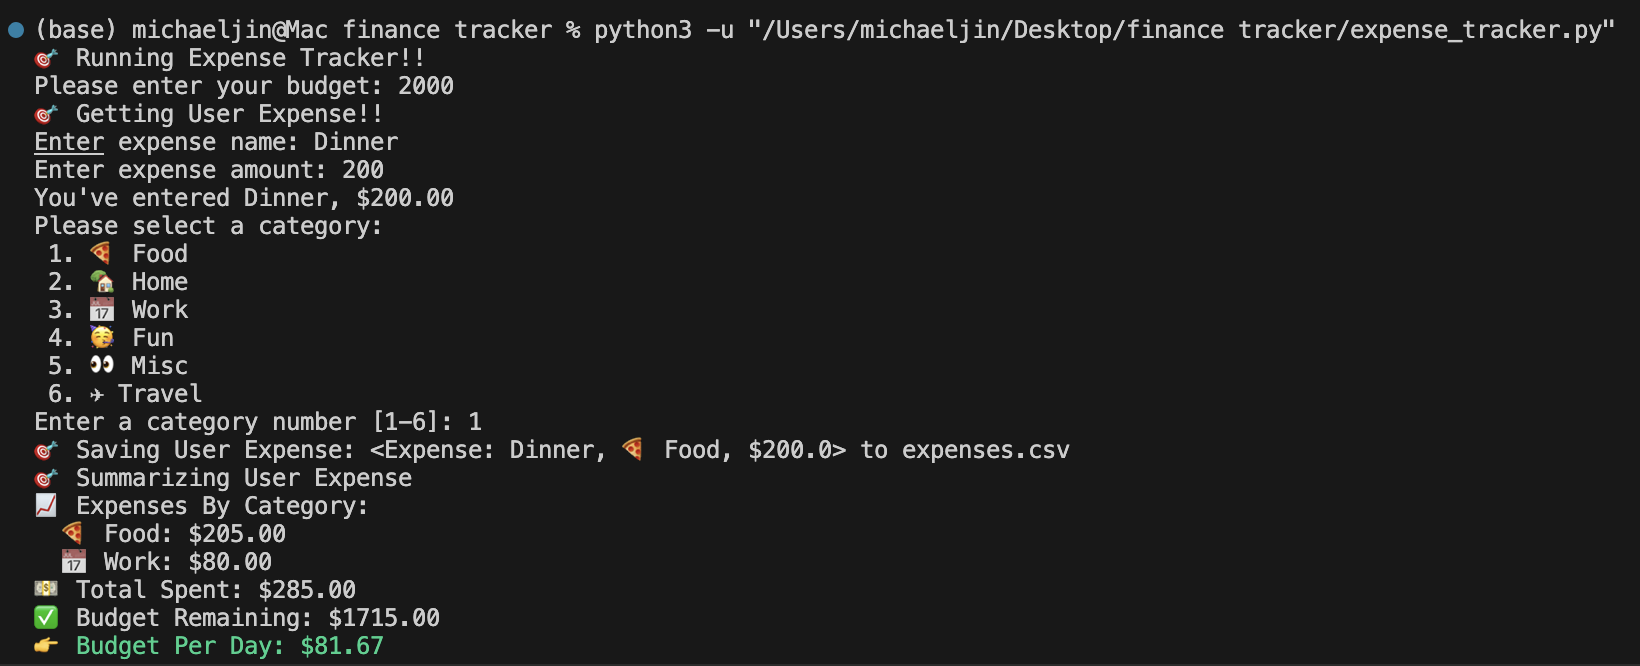 (base) michaeljin@Mac finance tracker % python3 -u "/Users/michaeljin/Desktop/finance tracker/expense_tracker.py"
🎯 Running Expense Tracker!!
Please enter your budget: 2000
🎯 Getting User Expense!!
Enter expense name: Dinner
Enter expense amount: 200
You've entered Dinner, $200.00
Please select a category:
1. 🍕 Food
2. 🏡 Home
3. 📅 Work
4. 🥳 Fun
5. 👀 Misc
6. ✈ Travel
Enter a category number [1-6]: 1
🎯 Saving User Expense: <Expense: Dinner, 🍕 Food, $200.0> to expenses.csv
🎯 Summarizing User Expense
📈 Expenses By Category:
🍕 Food: $205.00
📅 Work: $80.00
💵 Total Spent: $285.00
✅ Budget Remaining: $1715.00
👉 Budget Per Day: $81.67